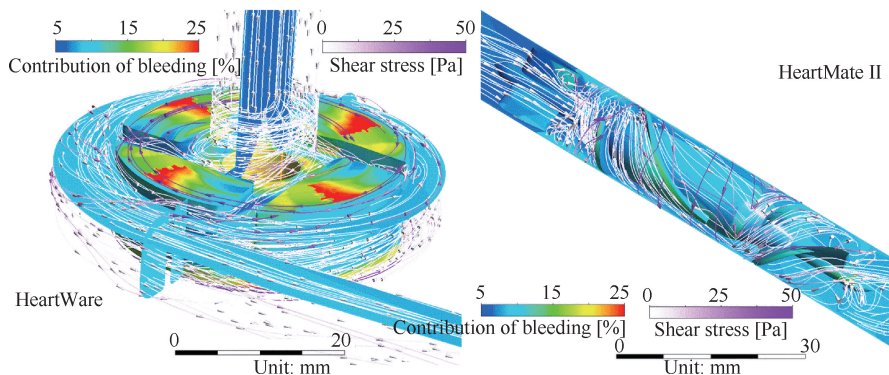 5 15 25
0 25 50
Contribution of bleeding [%]
Shear stress [Pa]
HeartWare
0 20
Unit: mm
HeartMate II
5 15 25
0 25 50
Contribution of bleeding [%]
Shear stress [Pa]
0 30
Unit: mm